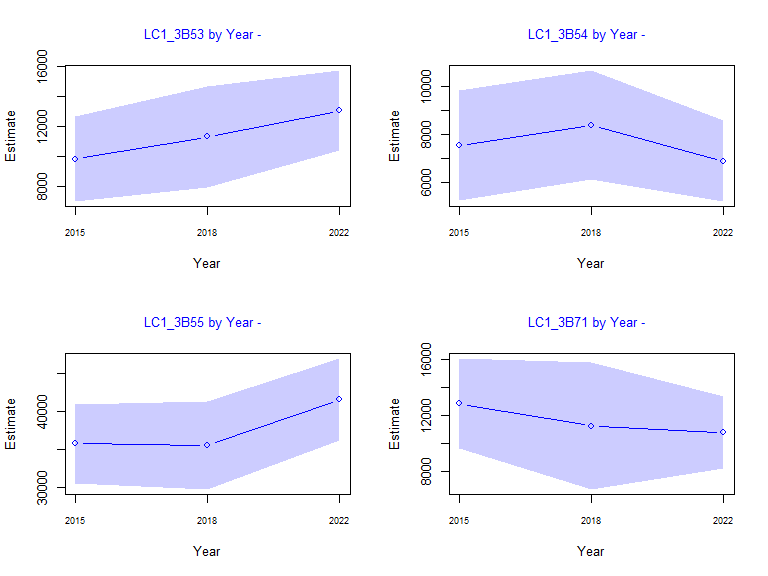 LC1_3B53 by Year -
Estimate
16000
12000
8000
2015
2018
2022
Year
LC1_3B54 by Year -
Estimate
10000
8000
6000
2015
2018
2022
Year
LC1_3B55 by Year -
Estimate
40000
30000
2015
2018
2022
Year
LC1_3B71 by Year -
Estimate
16000
12000
8000
2015
2018
2022
Year